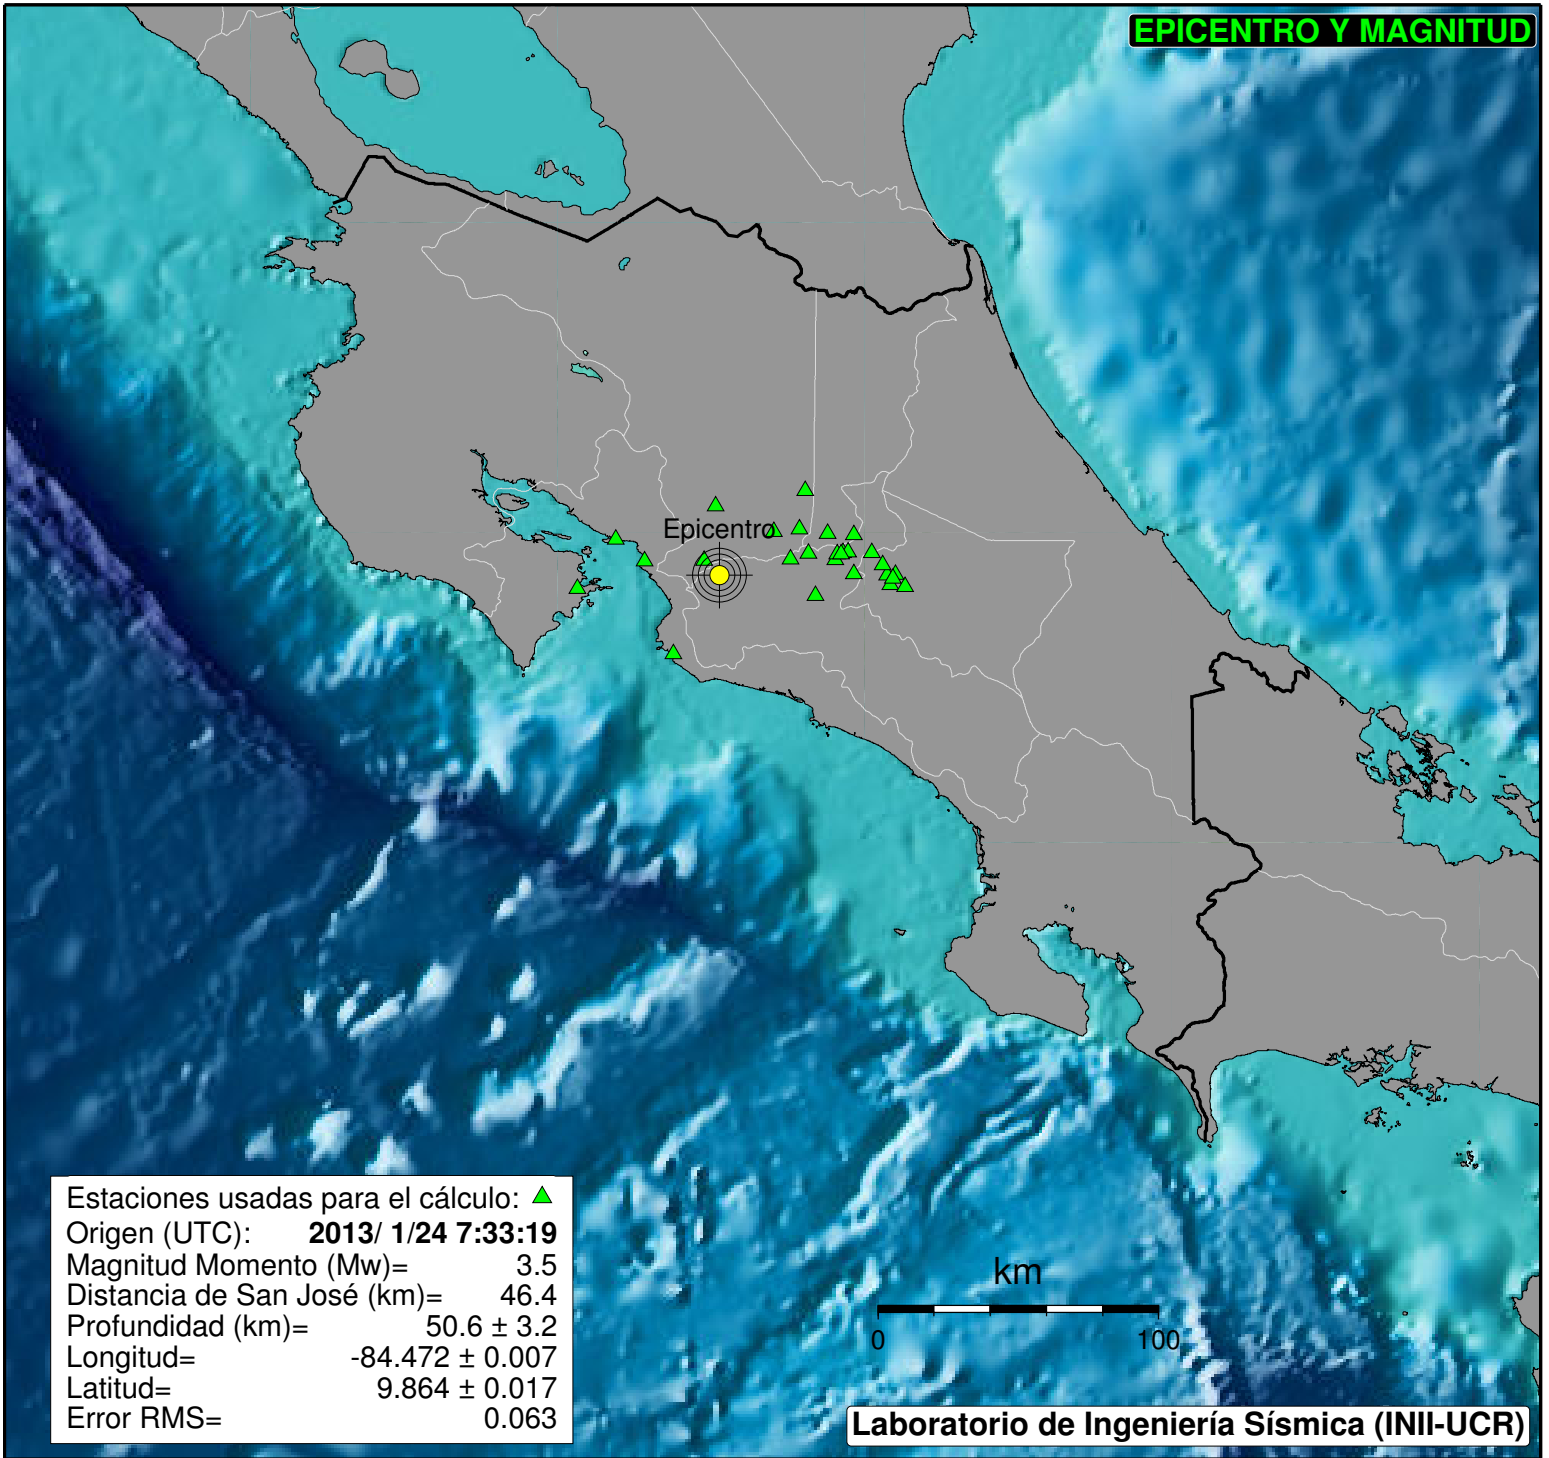 EPICENTRO Y MAGNITUD
Epicentro
Estaciones usadas para el cálculo:
Origen (UTC): 2013/ 1/24 7:33:19
Magnitud Momento (Mw)= 3.5
Distancia de San José (km)= 46.4
Profundidad (km)= 50.6 ± 3.2
Longitud= -84.472 ± 0.007
Latitud= 9.864 ± 0.017
Error RMS= 0.063
km
0 100
Laboratorio de Ingeniería Sísmica (INII-UCR)